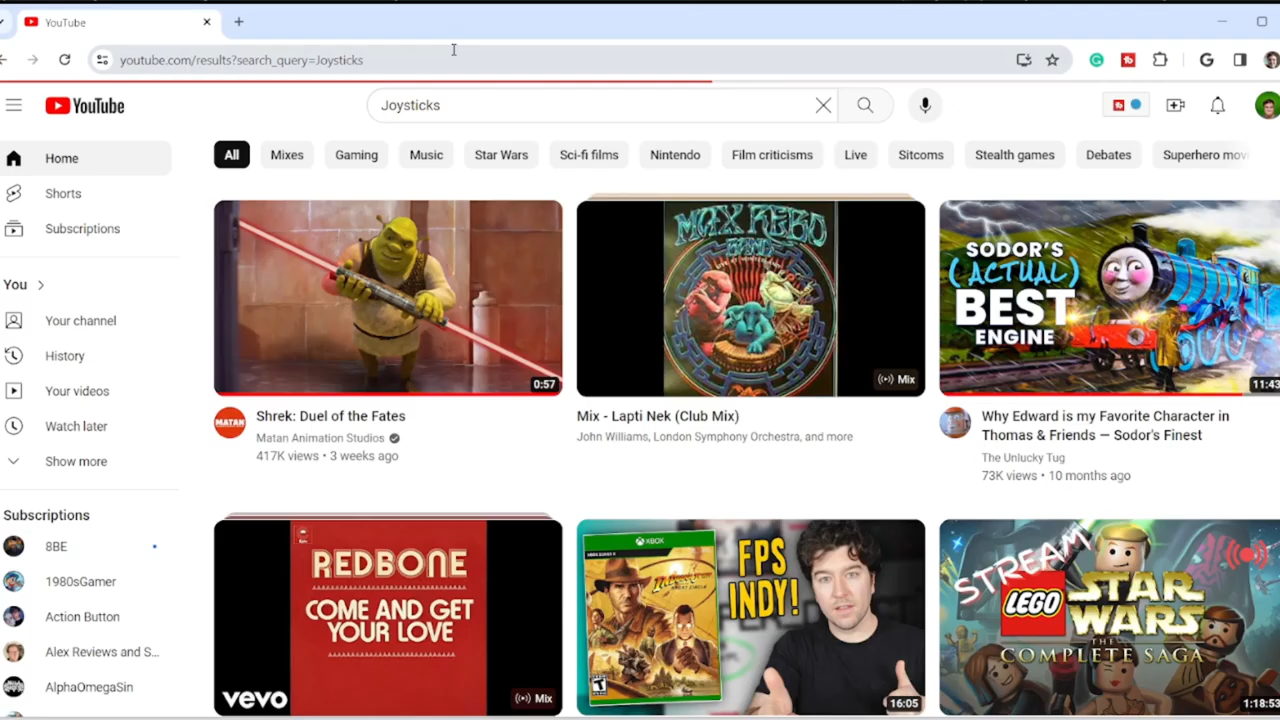 YouTube
youtube.com/results?search_query=Joysticks
YouTube
Joysticks
All
Mixes
Gaming
Music
Star Wars
Sci-fi films
Nintendo
Film criticisms
Live
Sitcoms
Stealth games
Debates
Superhero mov
Home
Shorts
Subscriptions
You
Your channel
History
Your videos
Watch later
Show more
Subscriptions
8BE
1980sGamer
Action Button
Alex Reviews and S...
AlphaOmegaSin
0:57
MATAN
Shrek: Duel of the Fates
Matan Animation Studios
417K views • 3 weeks ago
MAX REBO
BAND
Mix
Mix - Lapti Nek (Club Mix)
John Williams, London Symphony Orchestra, and more
SODOR'S
(ACTUAL)
BEST
ENGINE
11:43
Why Edward is my Favorite Character in
Thomas & Friends — Sodor's Finest
The Unlucky Tug
73K views • 10 months ago
REDBONE
COME AND GET
YOUR LOVE
vevo
Mix
XBOX
INDIANA JONES
FPS
INDY!
16:05
STREAM
LEGO
STAR
WARS
THE
COMPLETE SAGA
1:18:53